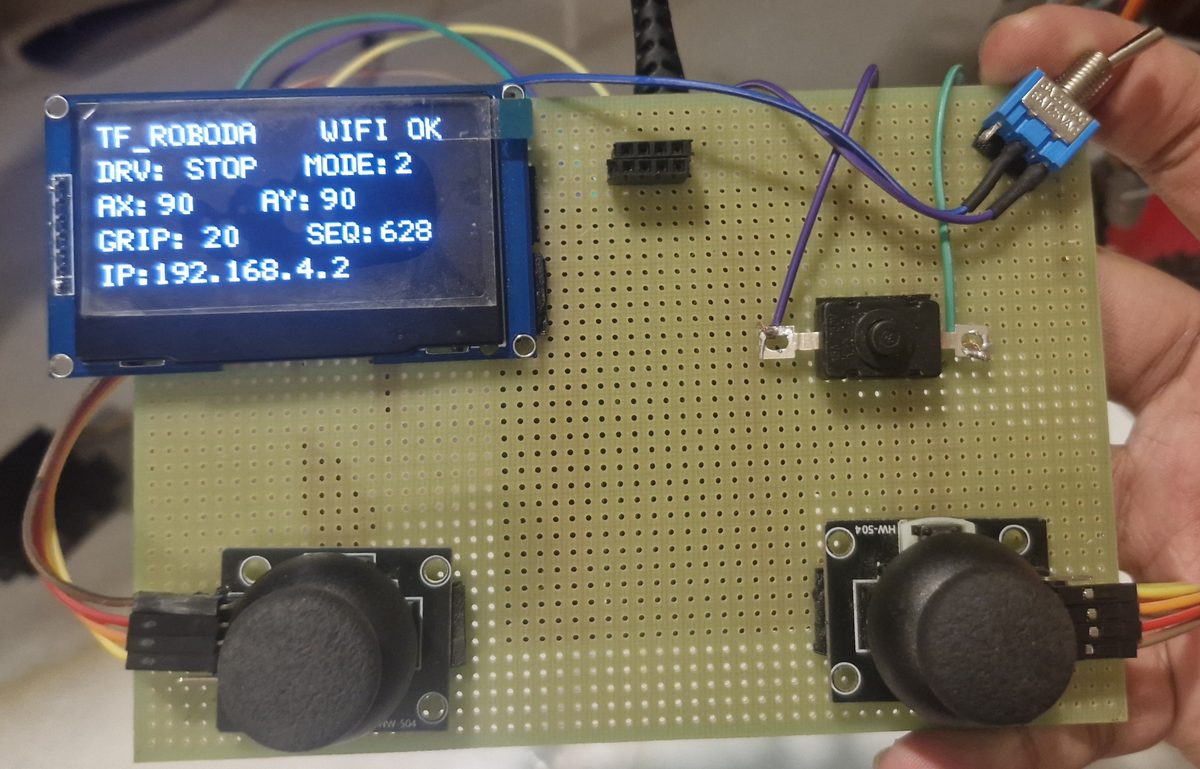 TF_ROBODA WIFI OK
DRV: STOP MODE:2
AX:90 AY:90
GRIP: 20 SEQ:628
IP:192.168.4.2
HW-504
HW-504